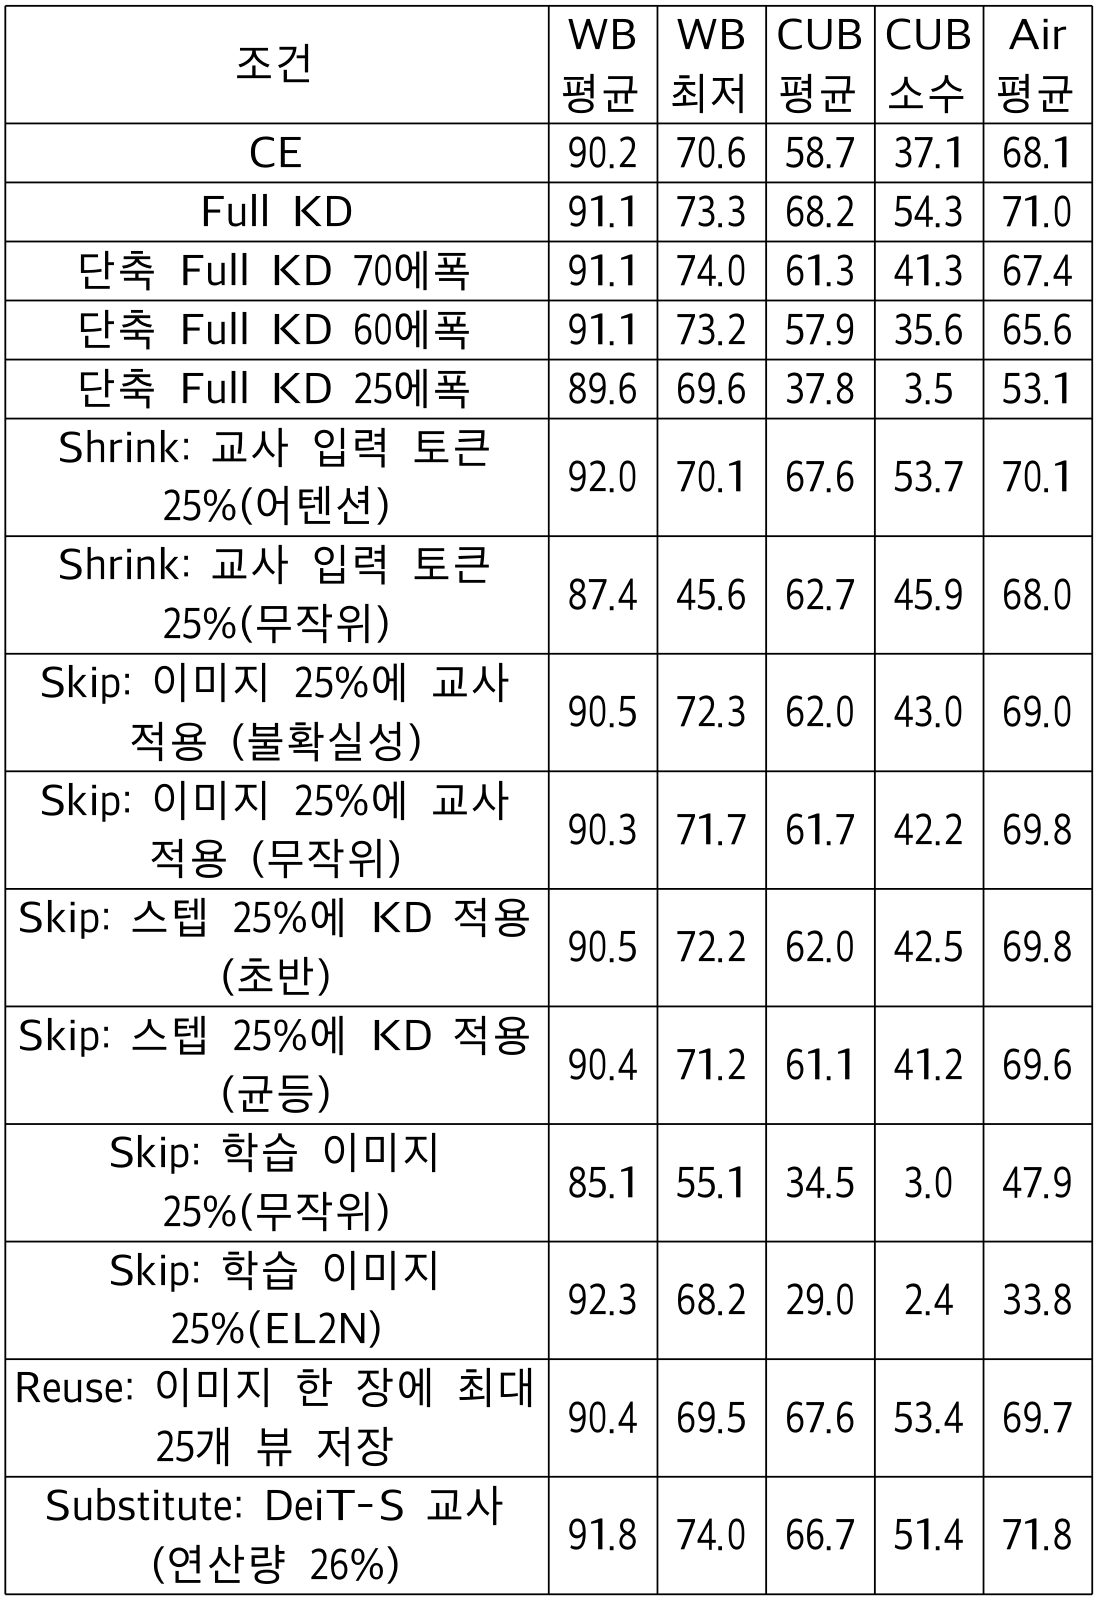 조건 WB 평균 WB 최저 CUB 평균 CUB 소수 Air 평균
CE 90.2 70.6 58.7 37.1 68.1
Full KD 91.1 73.3 68.2 54.3 71.0
단축 Full KD 70에폭 91.1 74.0 61.3 41.3 67.4
단축 Full KD 60에폭 91.1 73.2 57.9 35.6 65.6
단축 Full KD 25에폭 89.6 69.6 37.8 3.5 53.1
Shrink: 교사 입력 토큰
25%(어텐션) 92.0 70.1 67.6 53.7 70.1
Shrink: 교사 입력 토큰
25%(무작위) 87.4 45.6 62.7 45.9 68.0
Skip: 이미지 25%에 교사
적용 (불확실성) 90.5 72.3 62.0 43.0 69.0
Skip: 이미지 25%에 교사
적용 (무작위) 90.3 71.7 61.7 42.2 69.8
Skip: 스텝 25%에 KD 적용
(초반) 90.5 72.2 62.0 42.5 69.8
Skip: 스텝 25%에 KD 적용
(균등) 90.4 71.2 61.1 41.2 69.6
Skip: 학습 이미지
25%(무작위) 85.1 55.1 34.5 3.0 47.9
Skip: 학습 이미지
25%(EL2N) 92.3 68.2 29.0 2.4 33.8
Reuse: 이미지 한 장에 최대
25개 뷰 저장 90.4 69.5 67.6 53.4 69.7
Substitute: DeiT-S 교사
(연산량 26%) 91.8 74.0 66.7 51.4 71.8